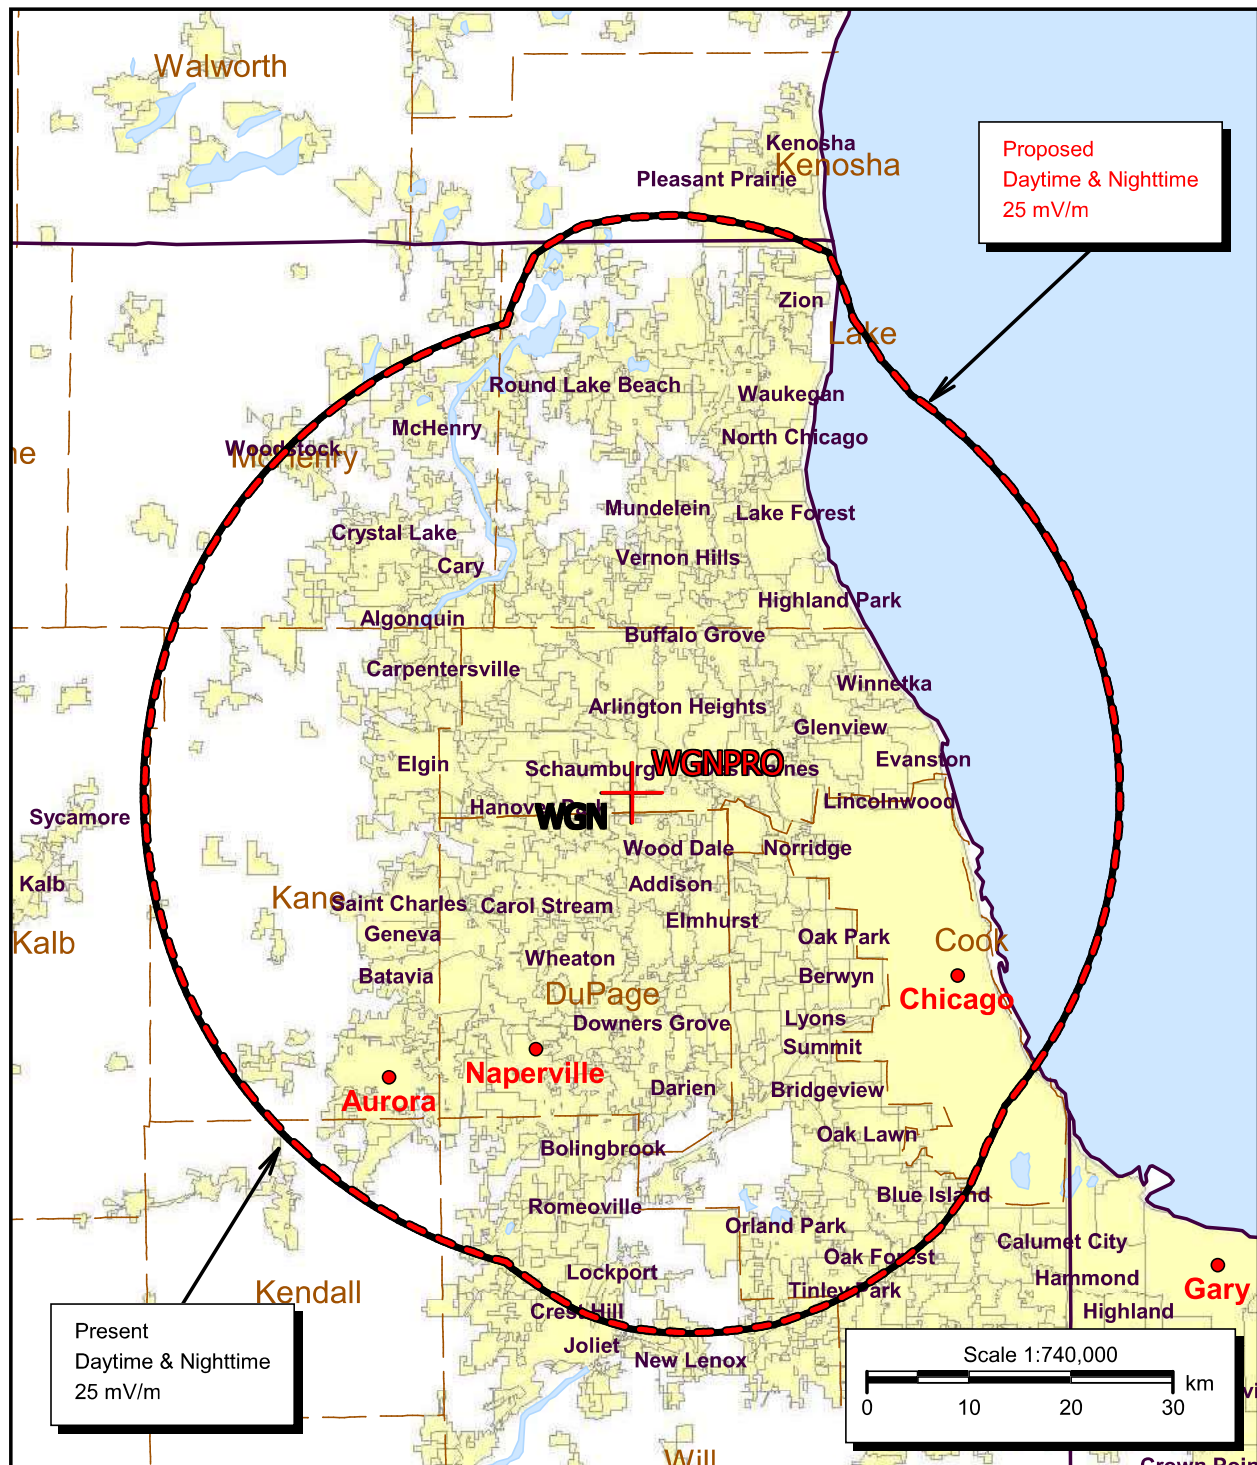 Walworth
Kenosha
Kenosha
Pleasant Prairie
Proposed
Daytime & Nighttime
25 mV/m
Zion
Lake
Round Lake Beach
Waukegan
McHenry
North Chicago
Woodstock
McHenry
ne
Mundelein
Lake Forest
Crystal Lake
Vernon Hills
Cary
Highland Park
Algonquin
Buffalo Grove
Carpentersville
Winnetka
Arlington Heights
Glenview
Elgin
Schaumburg
WGNPRO
Des Plaines
Evanston
Hanover Park
WGN
Lincolnwood
Sycamore
Wood Dale
Norridge
Kalb
Addison
Kane
Saint Charles
Carol Stream
Elmhurst
Geneva
Oak Park
Cook
Kalb
Wheaton
Batavia
Berwyn
DuPage
Chicago
Downers Grove
Lyons
Summit
Naperville
Darien
Bridgeview
Aurora
Oak Lawn
Bolingbrook
Blue Island
Romeoville
Orland Park
Calumet City
Oak Forest
Lockport
Hammond
Gary
Kendall
Tinley Park
Crest Hill
Highland
Present
Daytime & Nighttime
25 mV/m
Joliet
New Lenox
Scale 1:740,000
km
0 10 20 30
Will
Crown Poin